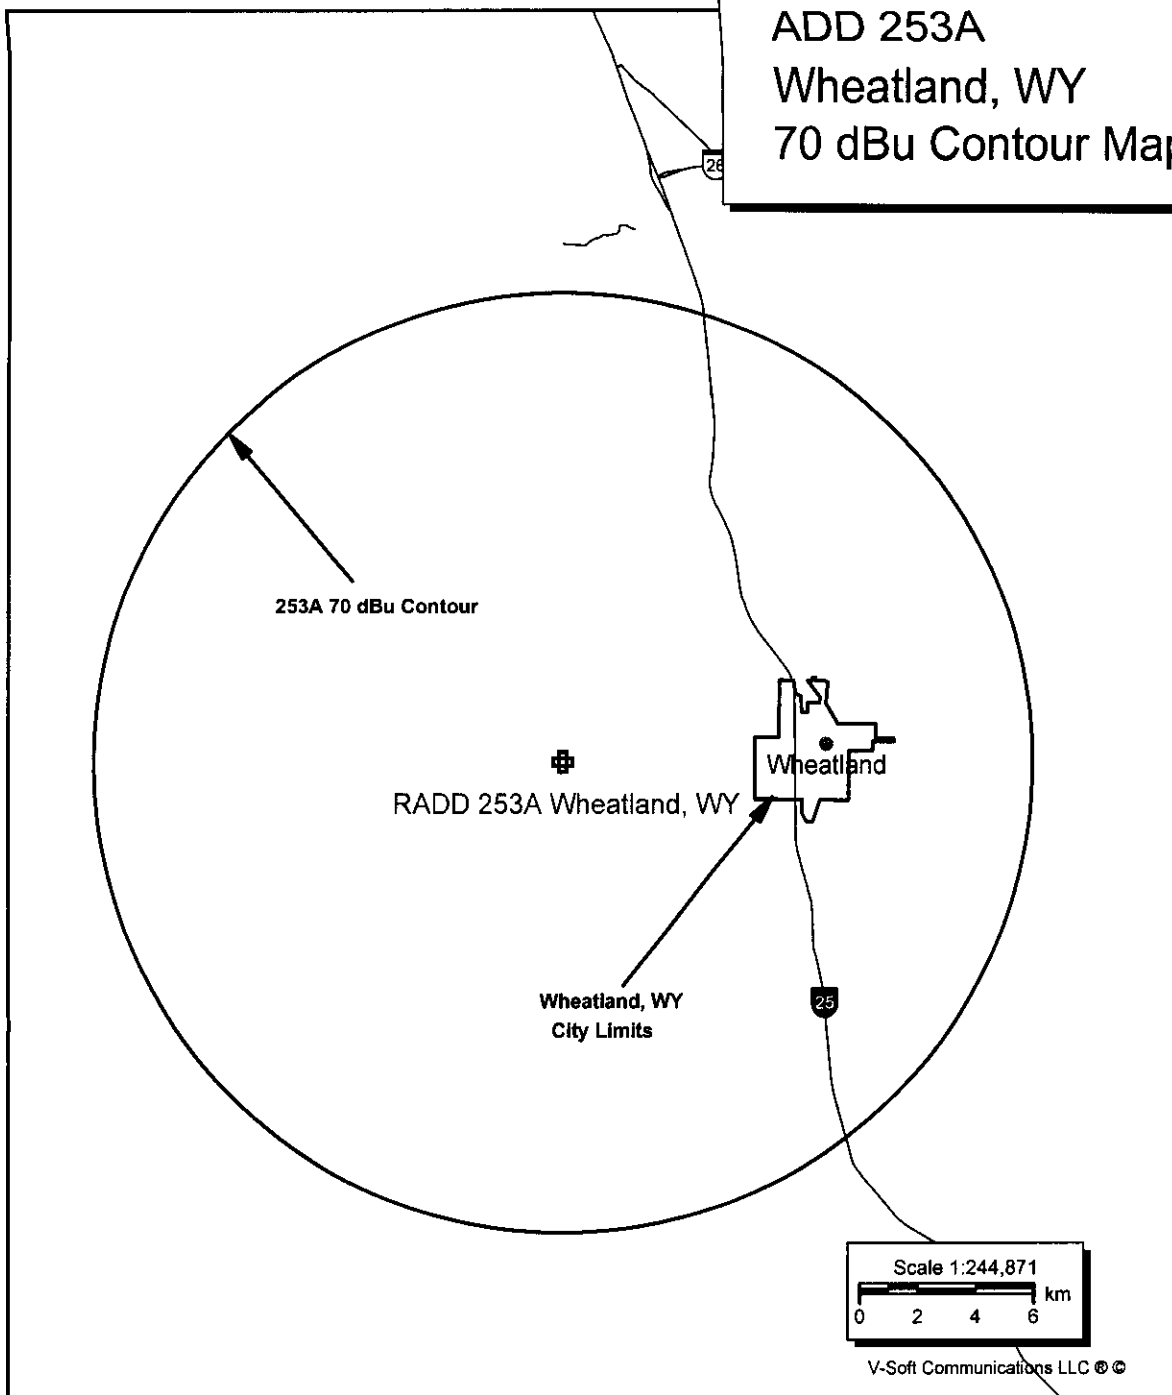 ADD 253A
Wheatland, WY
70 dBu Contour Map
26
253A 70 dBu Contour
Wheatland
RADD 253A Wheatland, WY
Wheatland, WY
City Limits
25
Scale 1:244,871
km
0 2 4 6
V-Soft Communications LLC ® ©